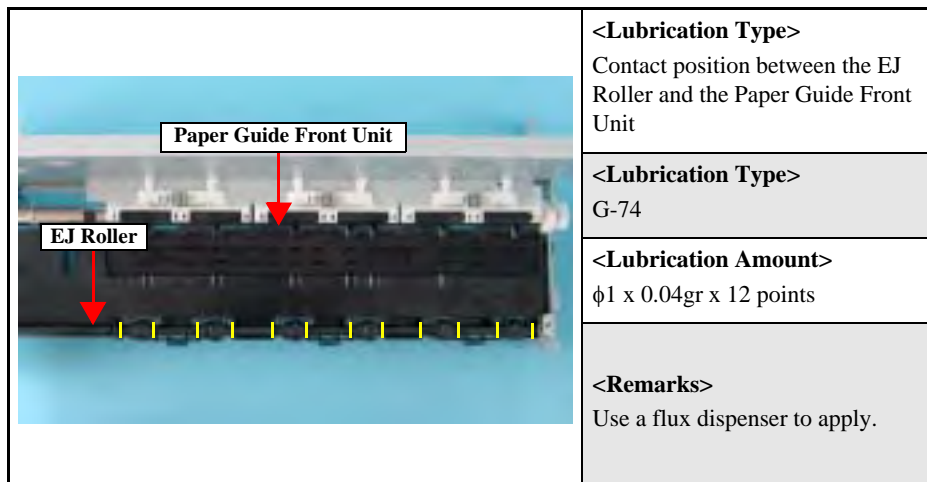 Paper Guide Front Unit
EJ Roller
<Lubrication Type>
Contact position between the EJ
Roller and the Paper Guide Front
Unit
<Lubrication Type>
G-74
<Lubrication Amount>
ϕ1 x 0.04gr x 12 points
<Remarks>
Use a flux dispenser to apply.